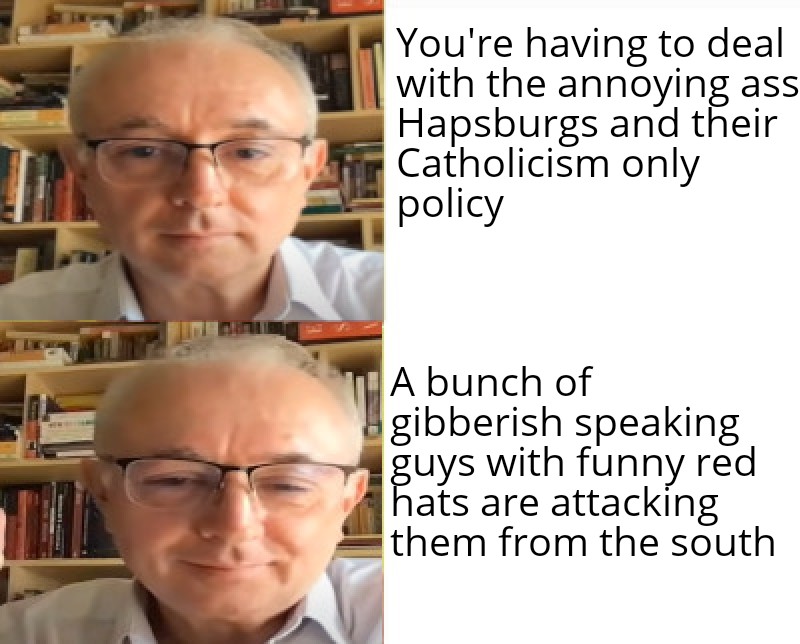 You're having to deal
with the annoying ass
Hapsburgs and their
Catholicism only
policy
A bunch of
gibberish speaking
guys with funny red
hats are attacking
them from the south